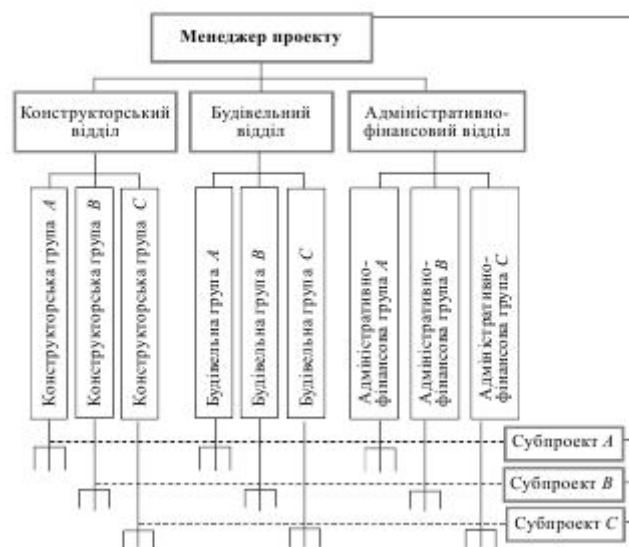 Менеджер проекту
Конструкторський
відділ
Будівельний
відділ
Адміністративно-
фінансовий відділ
Конструкторська група A
Конструкторська група B
Конструкторська група C
Будівельна група A
Будівельна група B
Будівельна група C
Адміністративно-
фінансова група A
Адміністративно-
фінансова група B
Адміністративно-
фінансова група C
Субпроект A
Субпроект B
Субпроект C